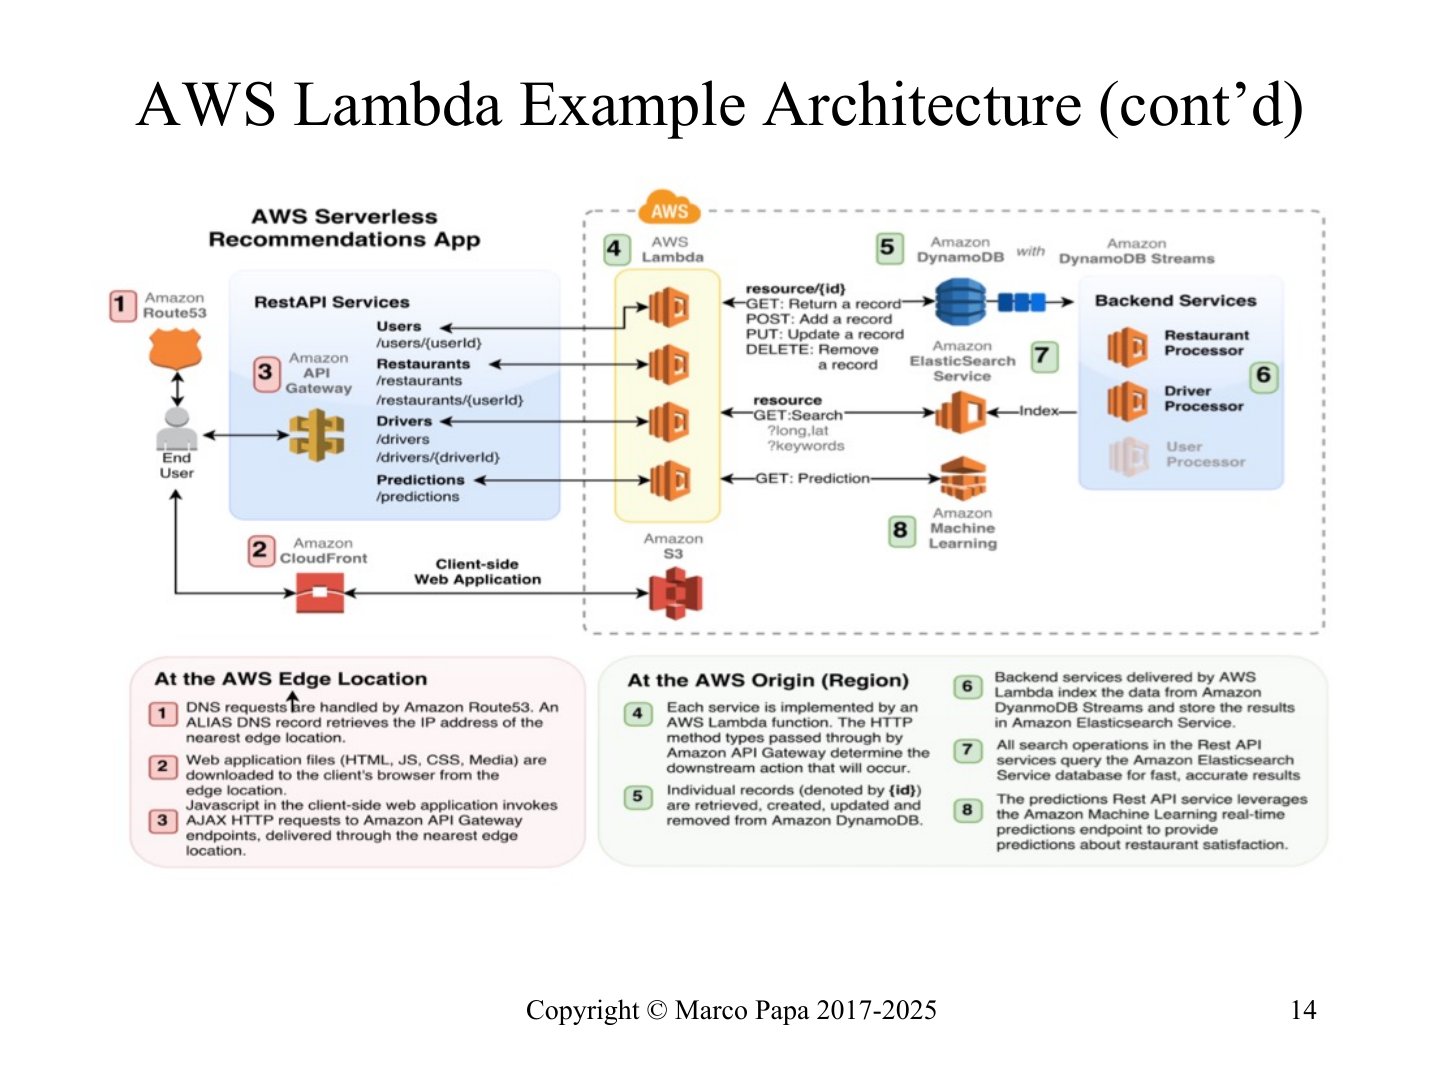 AWS Lambda Example Architecture (cont’d)
AWS Serverless
Recommendations App
AWS
1
Amazon
Route53
End
User
RestAPI Services
3
Amazon
API
Gateway
Users
/users/{userId}
Restaurants
/restaurants
/restaurants/{userId}
Drivers
/drivers
/drivers/{driverId}
Predictions
/predictions
2
Amazon
CloudFront
Client-side
Web Application
4
AWS
Lambda
Amazon
S3
resource/{id}
GET: Return a record
POST: Add a record
PUT: Update a record
DELETE: Remove
a record
resource
GET:Search
?long,lat
?keywords
GET: Prediction
5
Amazon
DynamoDB
with
Amazon
DynamoDB Streams
Amazon
ElasticSearch
Service
7
Index
8
Amazon
Machine
Learning
Backend Services
Restaurant
Processor
6
Driver
Processor
User
Processor
At the AWS Edge Location
1
DNS requests are handled by Amazon Route53. An
ALIAS DNS record retrieves the IP address of the
nearest edge location.
2
Web application files (HTML, JS, CSS, Media) are
downloaded to the client's browser from the
edge location.
3
Javascript in the client-side web application invokes
AJAX HTTP requests to Amazon API Gateway
endpoints, delivered through the nearest edge
location.
At the AWS Origin (Region)
4
Each service is implemented by an
AWS Lambda function. The HTTP
method types passed through by
Amazon API Gateway determine the
downstream action that will occur.
5
Individual records (denoted by {id})
are retrieved, created, updated and
removed from Amazon DynamoDB.
6
Backend services delivered by AWS
Lambda index the data from Amazon
DyanmoDB Streams and store the results
in Amazon Elasticsearch Service.
7
All search operations in the Rest API
services query the Amazon Elasticsearch
Service database for fast, accurate results
8
The predictions Rest API service leverages
the Amazon Machine Learning real-time
predictions endpoint to provide
predictions about restaurant satisfaction.
Copyright © Marco Papa 2017-2025
14